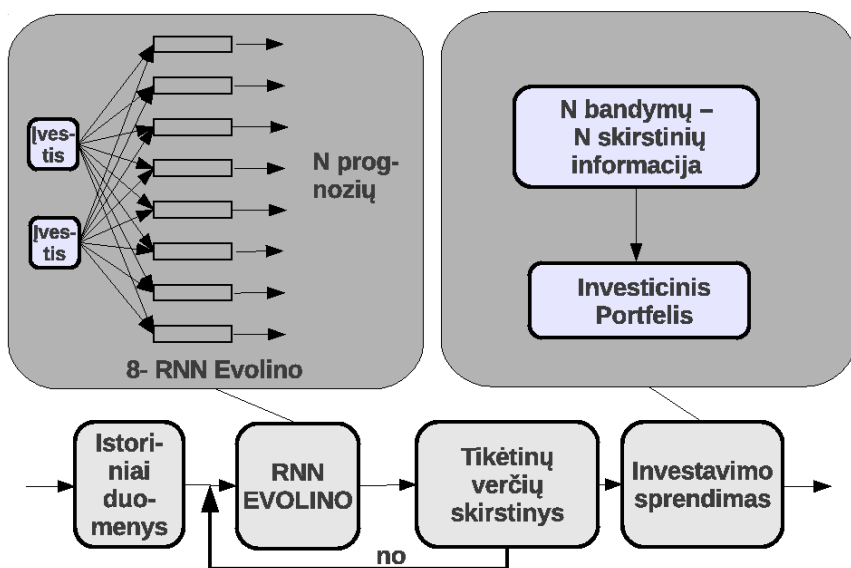 Įves-
tis
Įves-
tis
N prog-
nozių
8- RNN Evolino
N bandymų –
N skirstinių
informacija
Investicinis
Portfelis
Istori-
niai
duo-
menys
RNN
EVOLINO
Tikėtinų
verčių
skirstinys
Investavimo
sprendimas
no